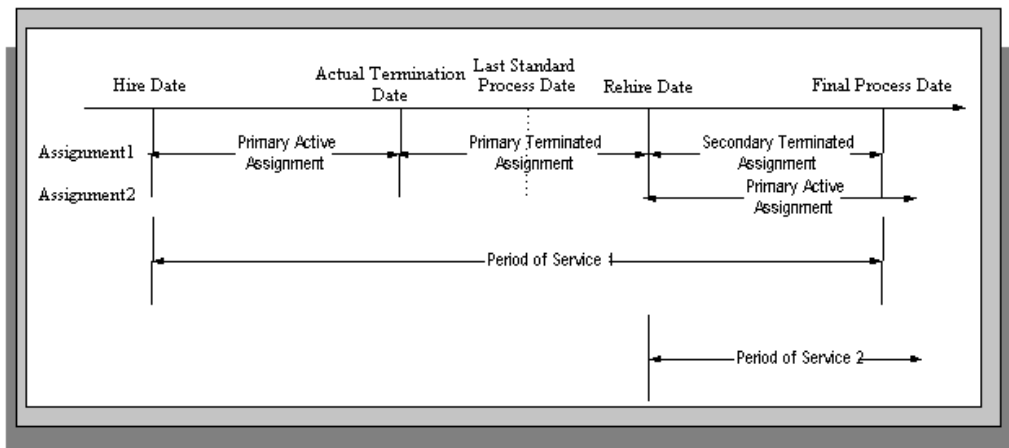 Hire Date
Actual Termination
Date
Last Standard
Process Date
Rehire Date
Final Process Date
Assignment1
Primary Active
Assignment
Primary Terminated
Assignment
Secondary Terminated
Assignment
Assignment2
Primary Active
Assignment
Period of Service 1
Period of Service 2